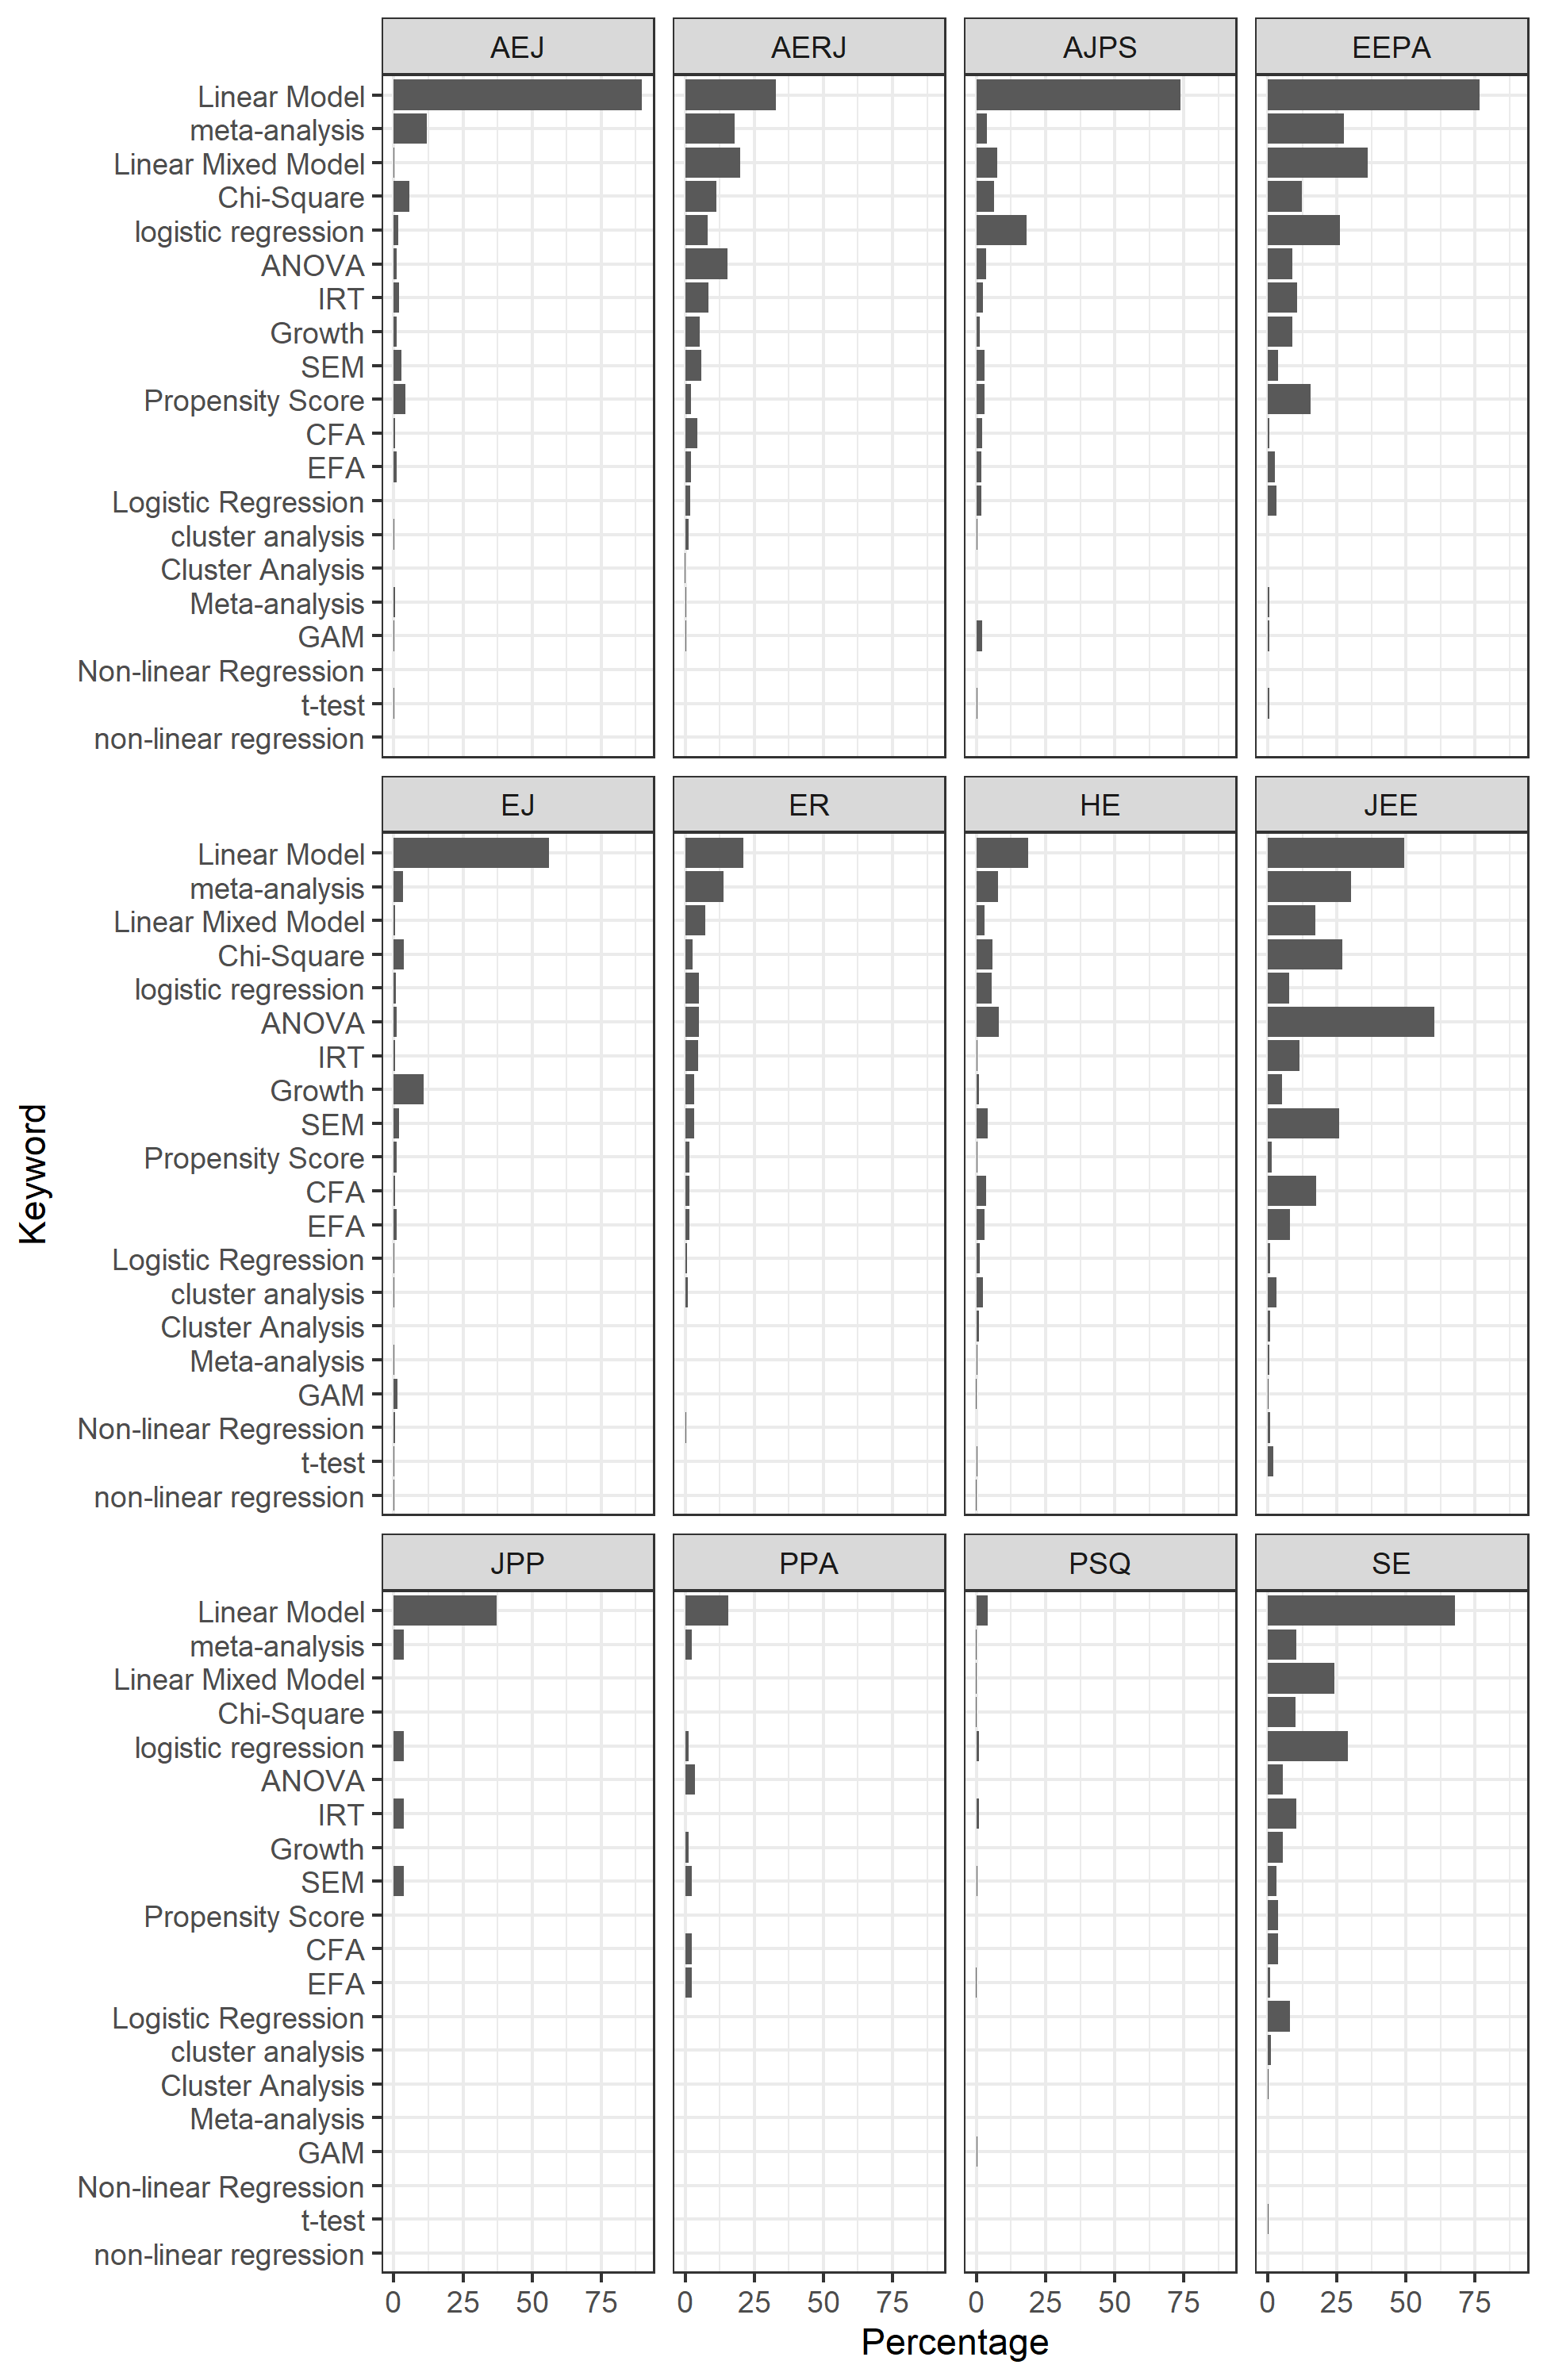 AEJ AERJ AJPS EEPA
Linear Model
meta-analysis
Linear Mixed Model
Chi-Square
logistic regression
ANOVA
IRT
Growth
SEM
Propensity Score
CFA
EFA
Logistic Regression
cluster analysis
Cluster Analysis
Meta-analysis
GAM
Non-linear Regression
t-test
non-linear regression
EJ ER HE JEE
Linear Model
meta-analysis
Linear Mixed Model
Chi-Square
logistic regression
ANOVA
IRT
Growth
SEM
Propensity Score
CFA
EFA
Logistic Regression
cluster analysis
Cluster Analysis
Meta-analysis
GAM
Non-linear Regression
t-test
non-linear regression
Keyword
JPP PPA PSQ SE
Linear Model
meta-analysis
Linear Mixed Model
Chi-Square
logistic regression
ANOVA
IRT
Growth
SEM
Propensity Score
CFA
EFA
Logistic Regression
cluster analysis
Cluster Analysis
Meta-analysis
GAM
Non-linear Regression
t-test
non-linear regression
0 25 50 75 0 25 50 75 0 25 50 75 0 25 50 75
Percentage